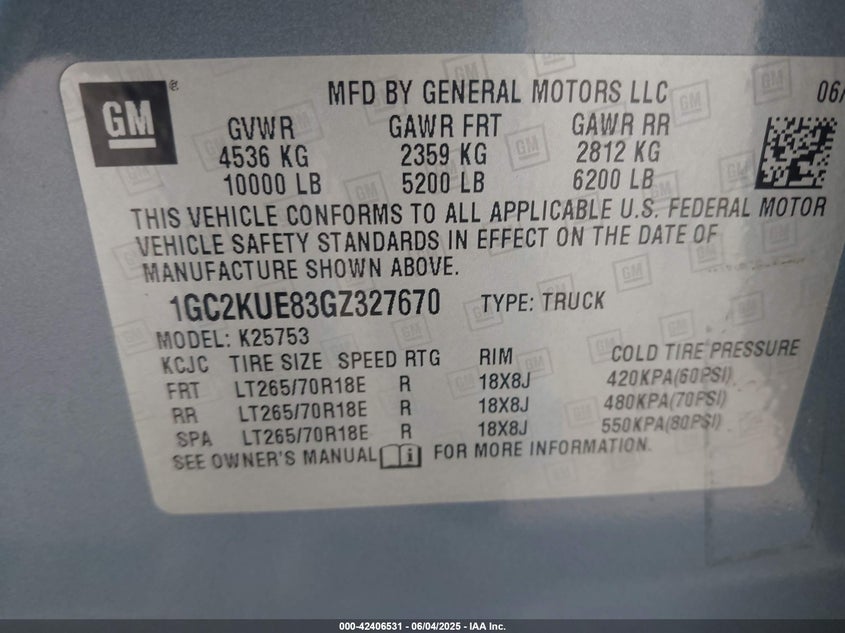 GM ®
MFD BY GENERAL MOTORS LLC 06/
GVWR GAWR FRT GAWR RR
4536 KG 2359 KG 2812 KG
10000 LB 5200 LB 6200 LB
THIS VEHICLE CONFORMS TO ALL APPLICABLE U.S. FEDERAL MOTOR
VEHICLE SAFETY STANDARDS IN EFFECT ON THE DATE OF
MANUFACTURE SHOWN ABOVE.
1GC2KUE83GZ327670 TYPE: TRUCK
MODEL: K25753
KCJC TIRE SIZE SPEED RTG RIM COLD TIRE PRESSURE
FRT LT265/70R18E R 18X8J 420KPA(60PSI)
RR LT265/70R18E R 18X8J 480KPA(70PSI)
SPA LT265/70R18E R 18X8J 550KPA(80PSI)
SEE OWNER'S MANUAL i FOR MORE INFORMATION.
000-42406531 - 06/04/2025 - IAA Inc.